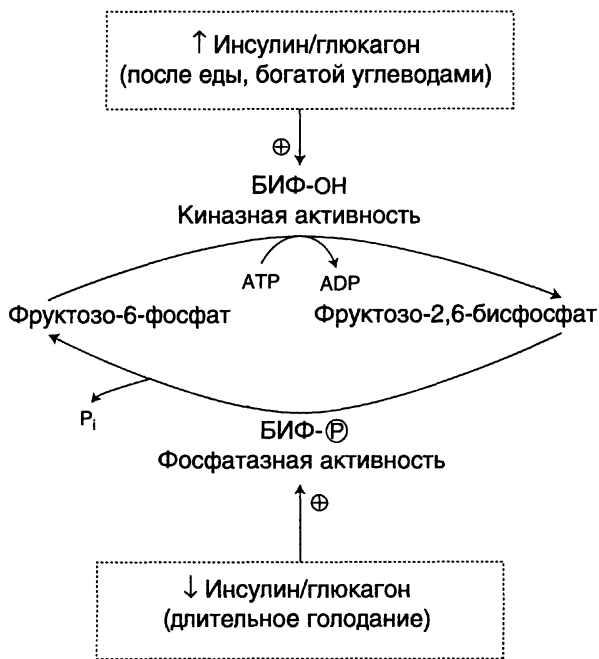 ↑ Инсулин/глюкагон
(после еды, богатой углеводами)
⊕
БИФ-ОН
Киназная активность
ATP ADP
Фруктозо-6-фосфат Фруктозо-2,6-бисфосфат
Pi
БИФ-Ⓟ
Фосфатазная активность
⊕
↓ Инсулин/глюкагон
(длительное голодание)